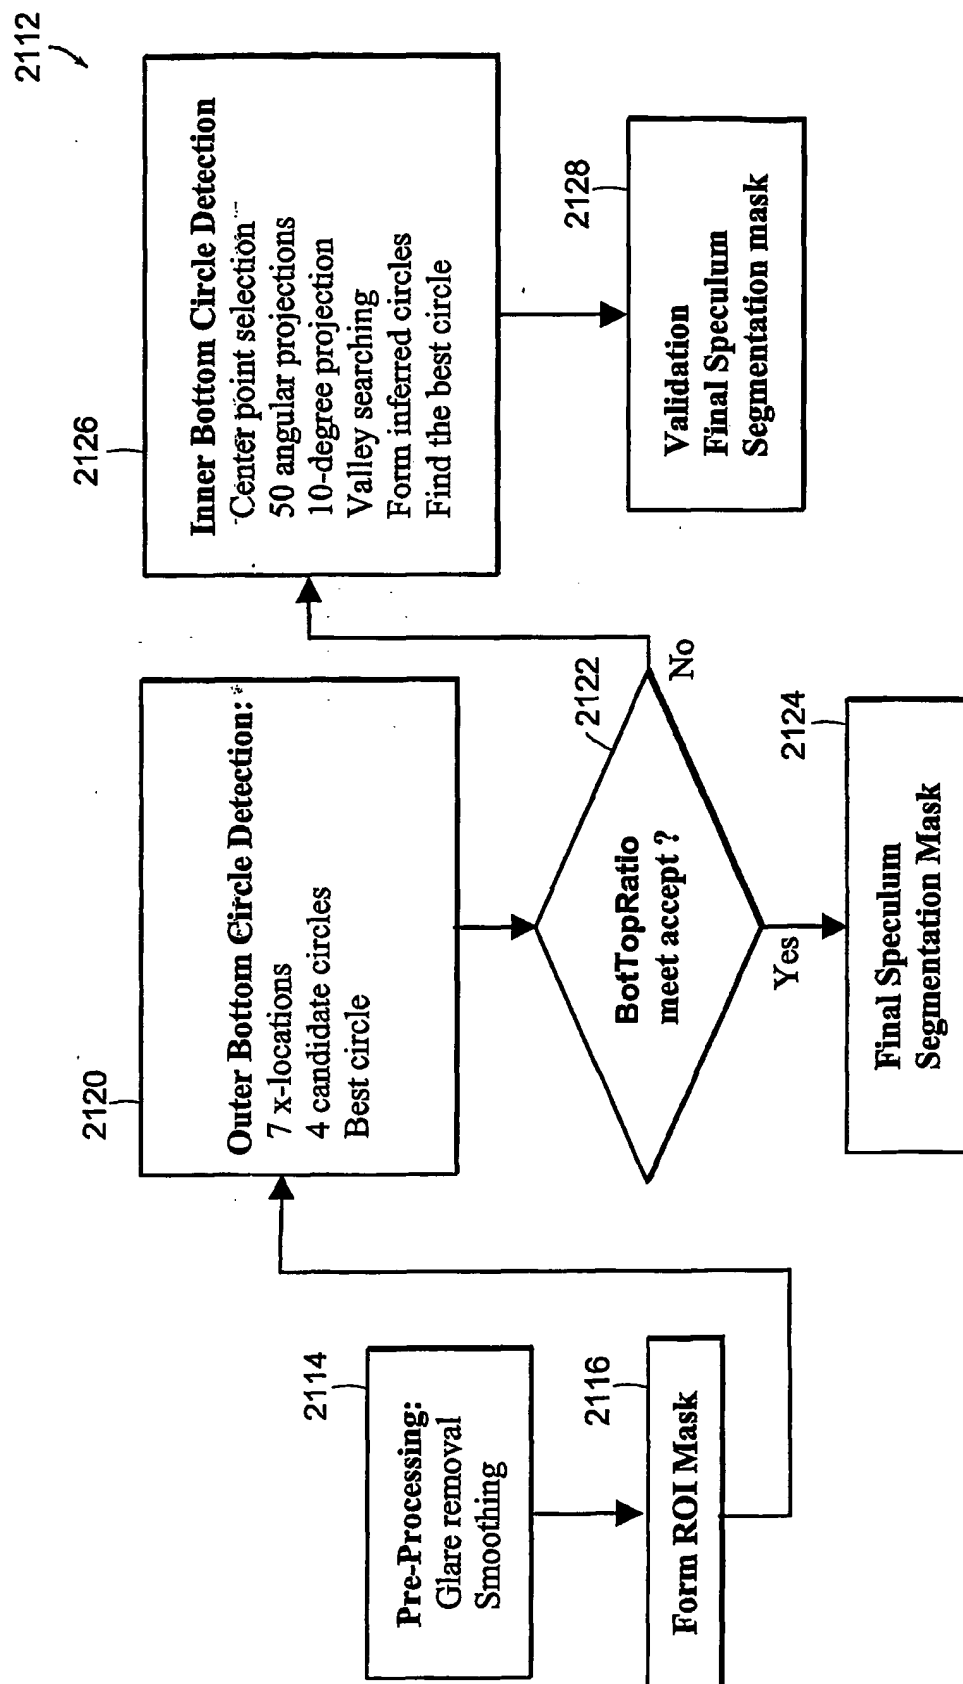 2112
2114
Pre-Processing:
Glare removal
Smoothing
2116
Form ROI Mask
2120
Outer Bottom Circle Detection:
7 x-locations
4 candidate circles
Best circle
2122
BotTopRatio
meet accept ?
Yes
No
2124
Final Speculum
Segmentation Mask
2126
Inner Bottom Circle Detection
Center point selection
50 angular projections
10-degree projection
Valley searching
Form inferred circles
Find the best circle
2128
Validation
Final Speculum
Segmentation mask